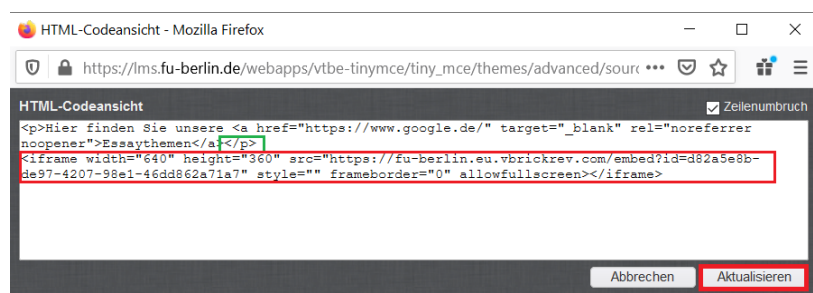 HTML-Codeansicht - Mozilla Firefox
https://lms.fu-berlin.de/webapps/vtbe-tinymce/tiny_mce/themes/advanced/sourc
HTML-Codeansicht
Zeilenumbruch
<p>Hier finden Sie unsere <a href="https://www.google.de/" target="_blank" rel="noreferrer
noopener">Essaythemen</a></p>
<iframe width="640" height="360" src="https://fu-berlin.eu.vbrickrev.com/embed?id=d82a5e8b-
de97-4207-98e1-46dd862a71a7" style="" frameborder="0" allowfullscreen></iframe>
Abbrechen
Aktualisieren